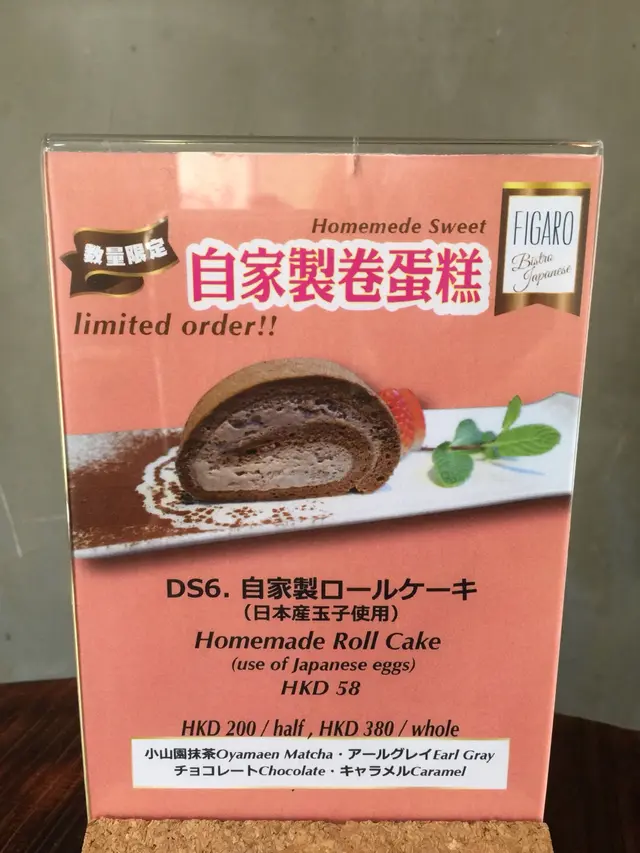 Homemede Sweet
数量限定
自家製卷蛋糕
limited order!!
FIGARO
Bistro
Japanese
DS6. 自家製ロールケーキ
（日本産玉子使用）
Homemade Roll Cake
(use of Japanese eggs)
HKD 58
HKD 200 / half , HKD 380 / whole
小山園抹茶Oyamaen Matcha・アールグレイEarl Gray
チョコレートChocolate・キャラメルCaramel